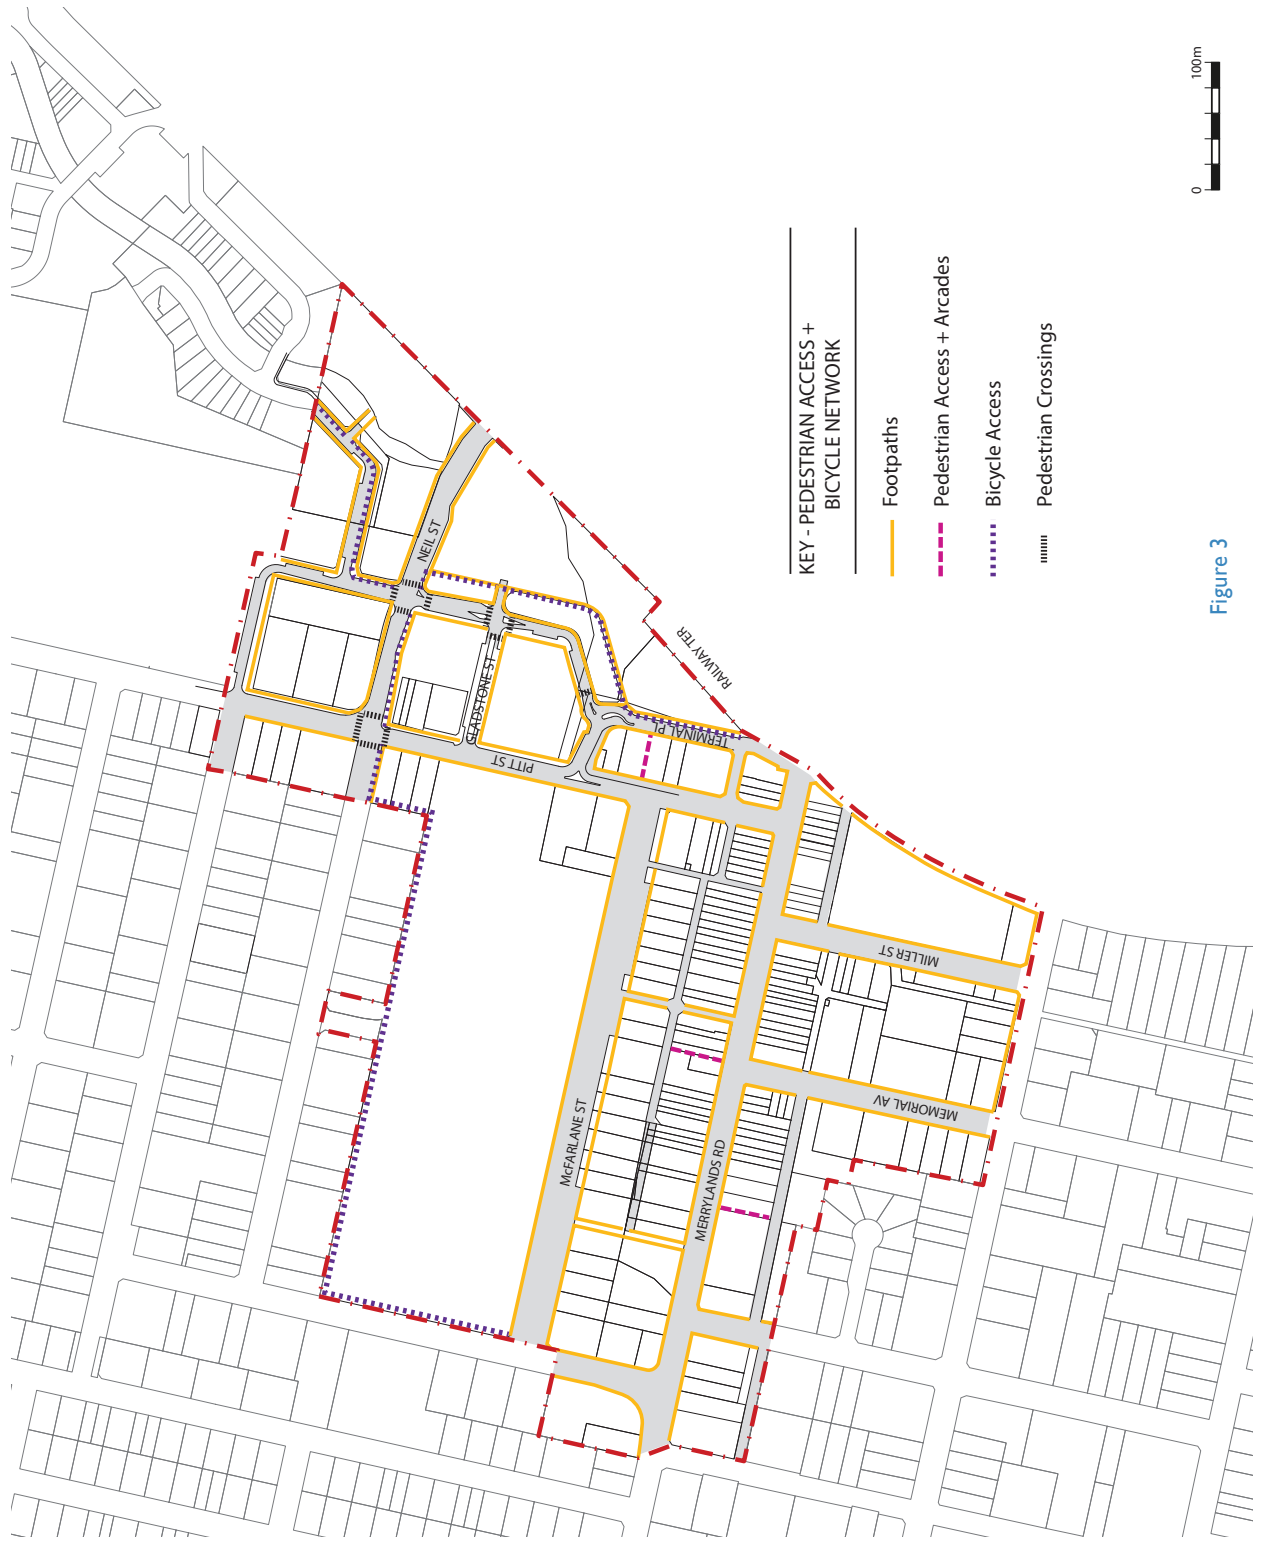 NEIL ST
GLADSTONE ST
PITT ST
TERMINAL PL
RAILWAY TER
McFARLANE ST
MERRYLANDS RD
MILLER ST
MEMORIAL AV
KEY - PEDESTRIAN ACCESS +
BICYCLE NETWORK
Footpaths
Pedestrian Access + Arcades
Bicycle Access
Pedestrian Crossings
0
100m
Figure 3